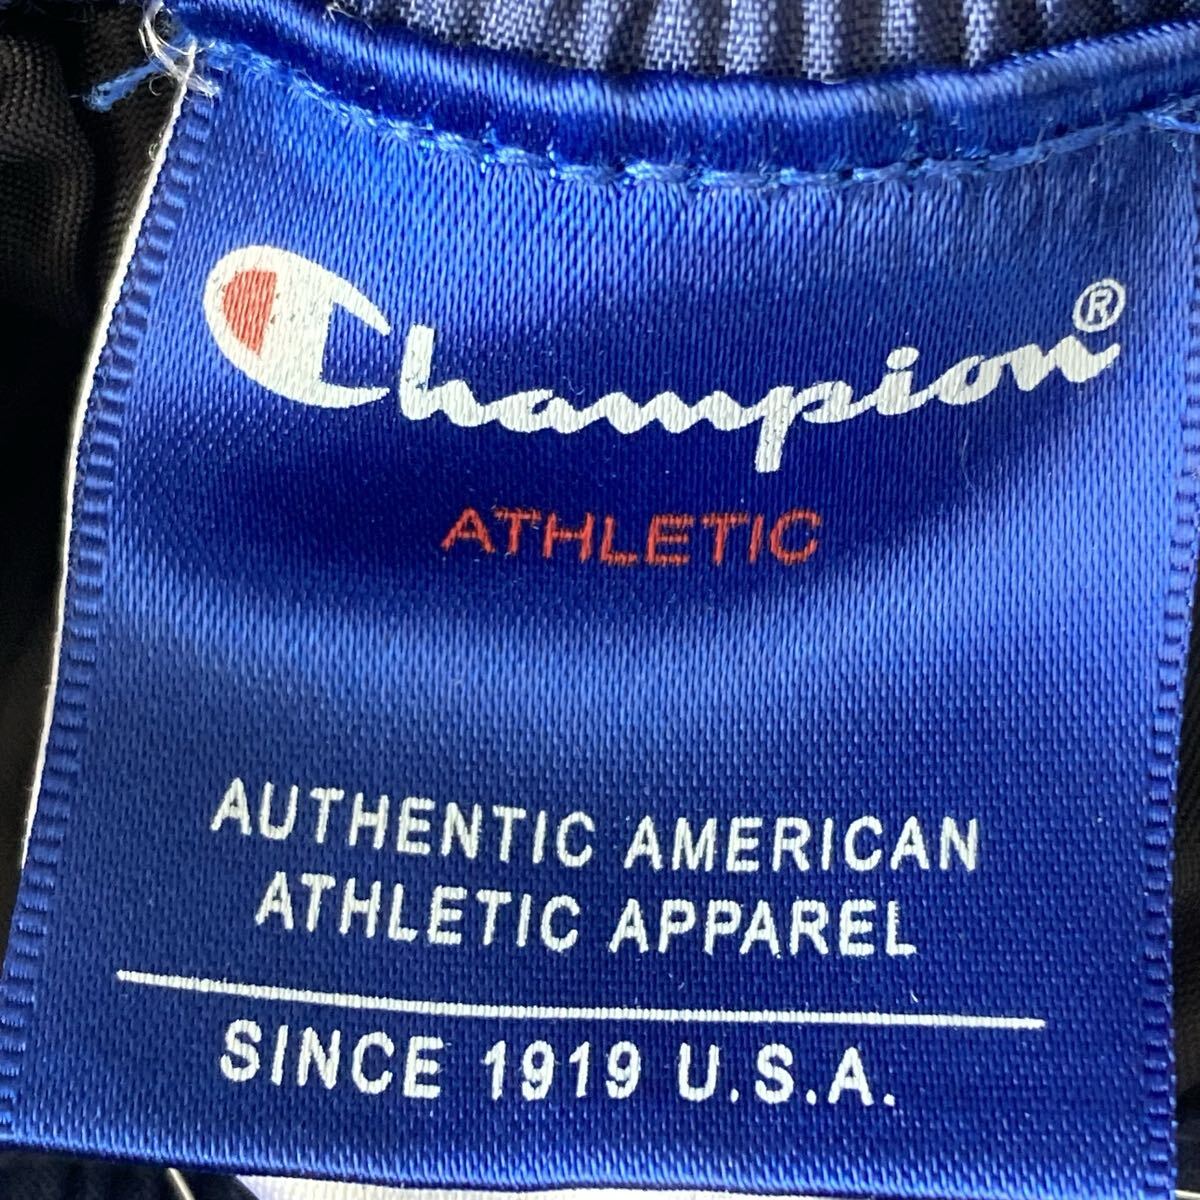 Champion®
ATHLETIC
AUTHENTIC AMERICAN
ATHLETIC APPAREL
SINCE 1919 U.S.A.